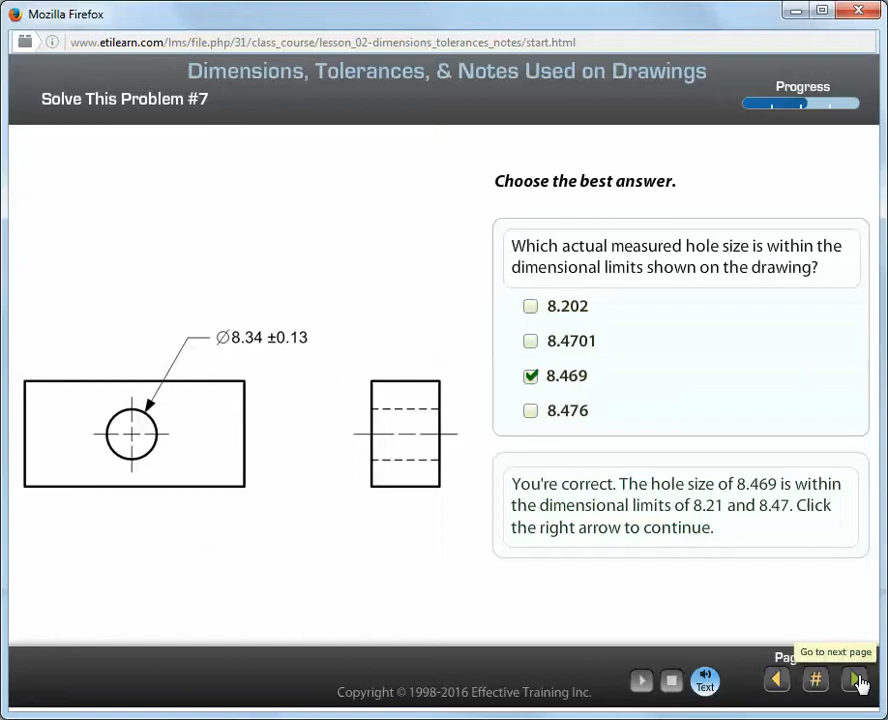 Mozilla Firefox
www.etilearn.com/lms/file.php/31/class_course/lesson_02-dimensions_tolerances_notes/start.html
Dimensions, Tolerances, & Notes Used on Drawings
Solve This Problem #7
Progress
Choose the best answer.
Which actual measured hole size is within the
dimensional limits shown on the drawing?
8.202
8.4701
8.469
8.476
∅8.34 ±0.13
You're correct. The hole size of 8.469 is within
the dimensional limits of 8.21 and 8.47. Click
the right arrow to continue.
Go to next page
Text
#
Copyright © 1998-2016 Effective Training Inc.